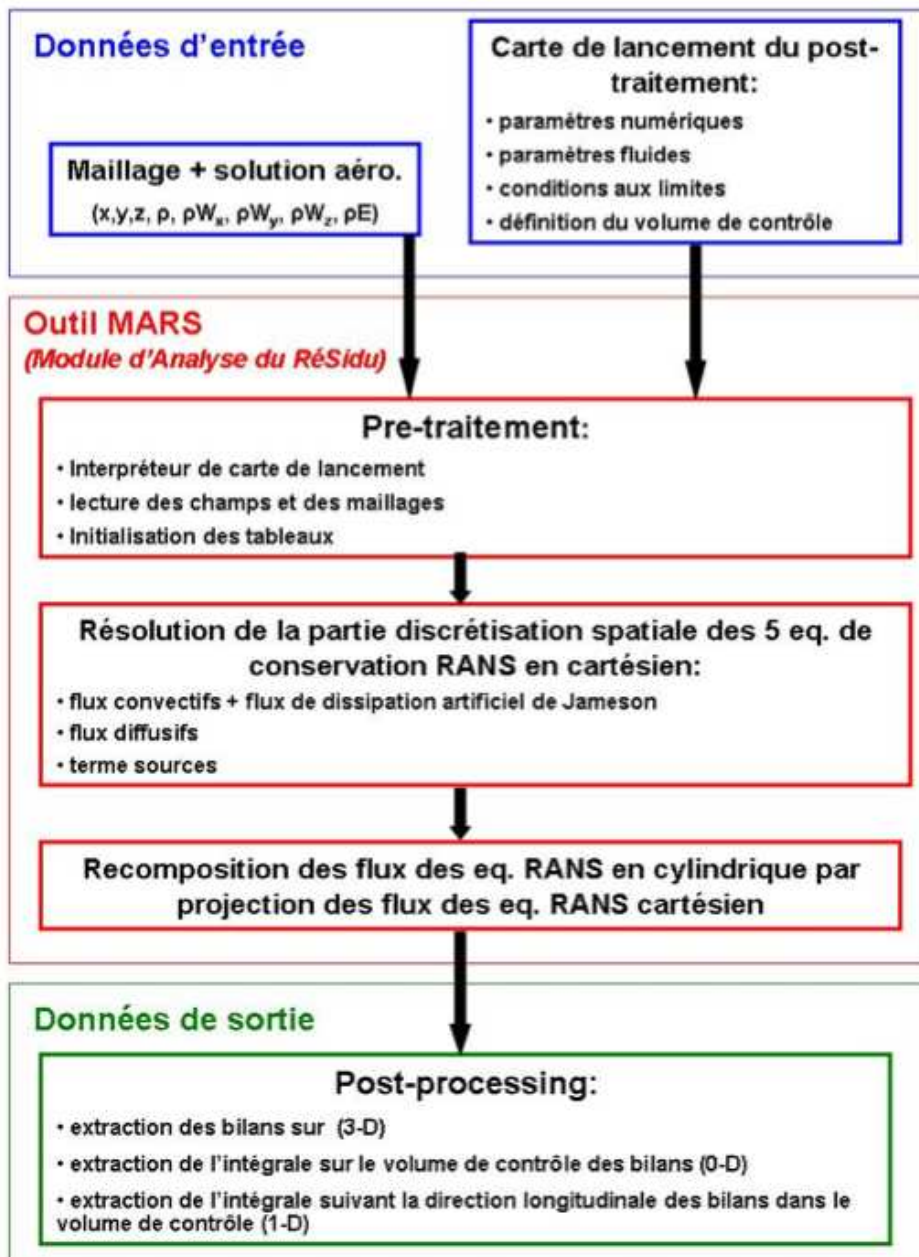 Données d'entrée
Carte de lancement du post-
traitement:
• paramètres numériques
• paramètres fluides
• conditions aux limites
• définition du volume de contrôle
Maillage + solution aéro.
(x,y,z, ρ, ρWx, ρWy, ρWz, ρE)
Outil MARS
(Module d'Analyse du RéSidu)
Pre-traitement:
• Interpréteur de carte de lancement
• lecture des champs et des maillages
• Initialisation des tableaux
Résolution de la partie discrétisation spatiale des 5 eq. de
conservation RANS en cartésien:
• flux convectifs + flux de dissipation artificiel de Jameson
• flux diffusifs
• terme sources
Recomposition des flux des eq. RANS en cylindrique par
projection des flux des eq. RANS cartésien
Données de sortie
Post-processing:
• extraction des bilans sur (3-D)
• extraction de l'intégrale sur le volume de contrôle des bilans (0-D)
• extraction de l'intégrale suivant la direction longitudinale des bilans dans le
volume de contrôle (1-D)